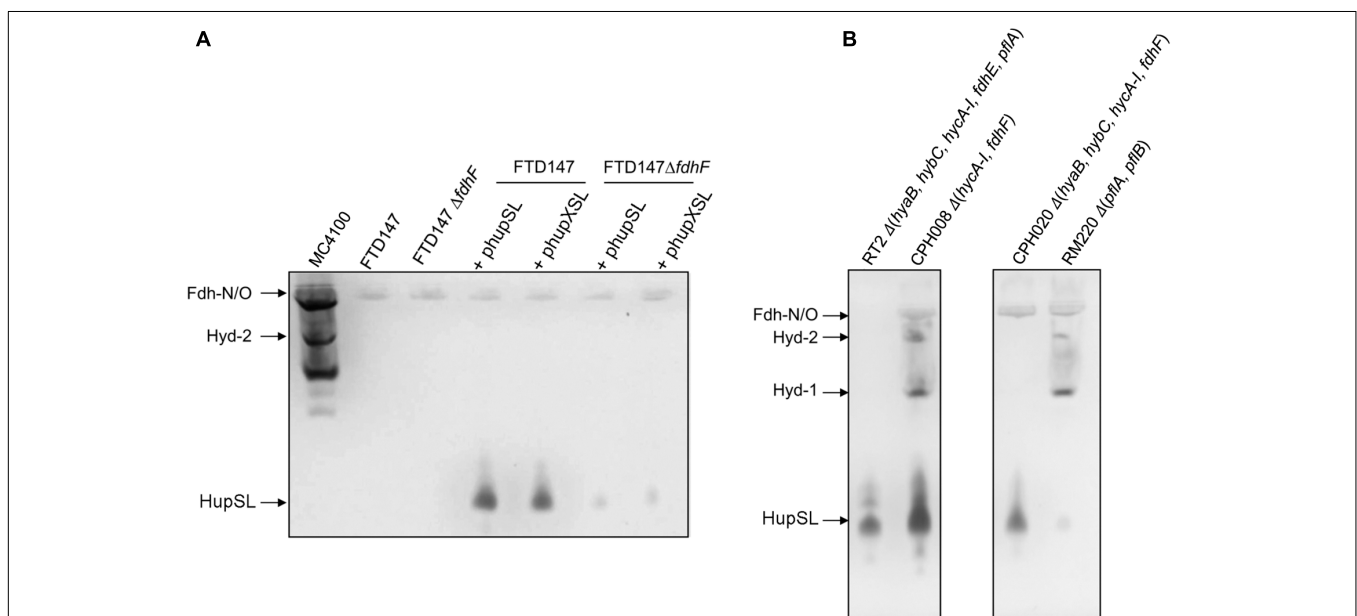 A
B
FTD147
FTD147ΔfdhF
MC4100
FTD147
FTD147 ΔfdhF
+ phupSL
+ phupXSL
+ phupSL
+ phupXSL
Fdh-N/O
Hyd-2
HupSL
RT2 Δ(hyaB, hybC, hycA-I, fdhE, pflA)
CPH008 Δ(hycA-I, fdhF)
CPH020 Δ(hyaB, hybC, hycA-I, fdhF)
RM220 Δ(pflA, pflB)
Fdh-N/O
Hyd-2
Hyd-1
HupSL